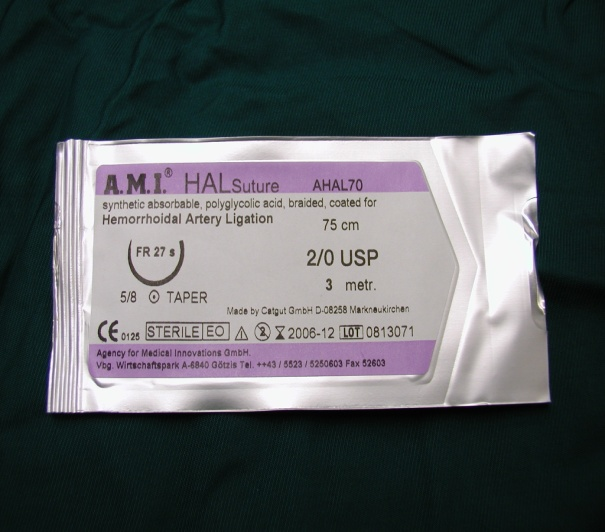 A.M.I.® HAL Suture AHAL70
synthetic absorbable, polyglycolic acid, braided, coated for
Hemorrhoidal Artery Ligation
75 cm
FR 27 s
2/0 USP
3 metr.
5/8 TAPER
Made by Catgut GmbH D-08258 Markneukirchen
CE 0125 STERILE EO 2 2006-12 LOT 0813071
Agency for Medical Innovations GmbH.
Vbg. Wirtschaftspark A-6840 Götzis Tel. ++43 / 5523 / 5250603 Fax 52603